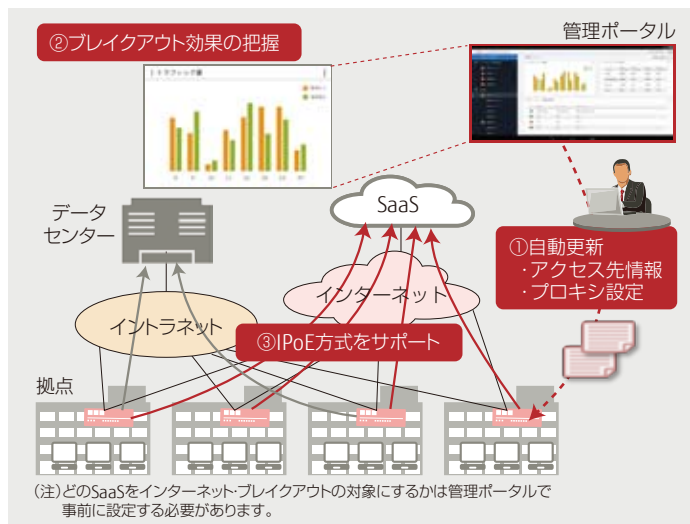 ②ブレイクアウト効果の把握
管理ポータル
データ
センター
SaaS
①自動更新
・アクセス先情報
・プロキシ設定
インターネット
イントラネット
③IPoE方式をサポート
拠点
(注)どのSaaSをインターネット・ブレイクアウトの対象にするかは管理ポータルで
事前に設定する必要があります。